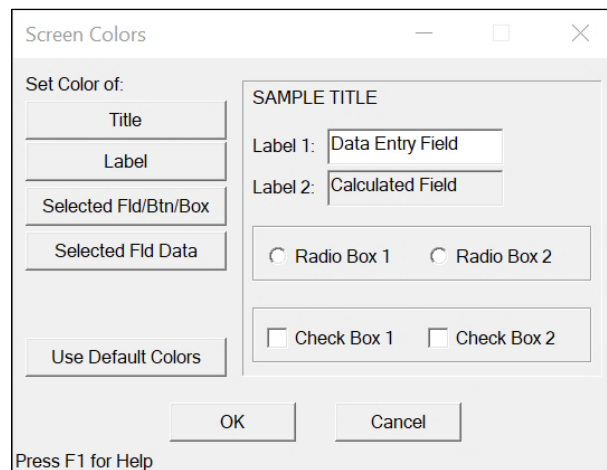 Screen Colors
Set Color of:
Title
Label
Selected Fld/Btn/Box
Selected Fld Data
Use Default Colors
SAMPLE TITLE
Label 1: Data Entry Field
Label 2: Calculated Field
Radio Box 1 Radio Box 2
Check Box 1 Check Box 2
OK Cancel
Press F1 for Help